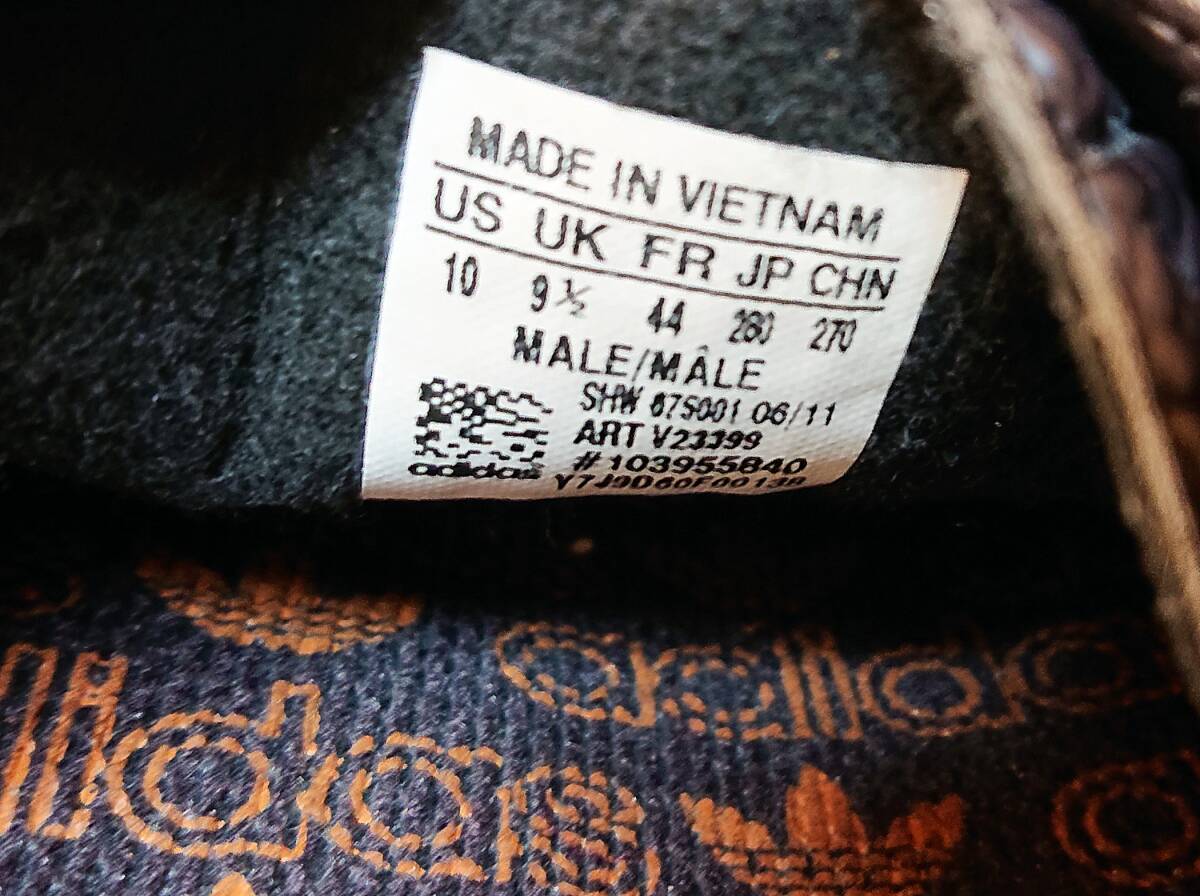 MADE IN VIETNAM
US UK FR JP CHN
10 9½ 44 280 270
MALE/MÂLE
SHW 675001 06/11
ART V23399
#103955840
adidas
adidas
adidas